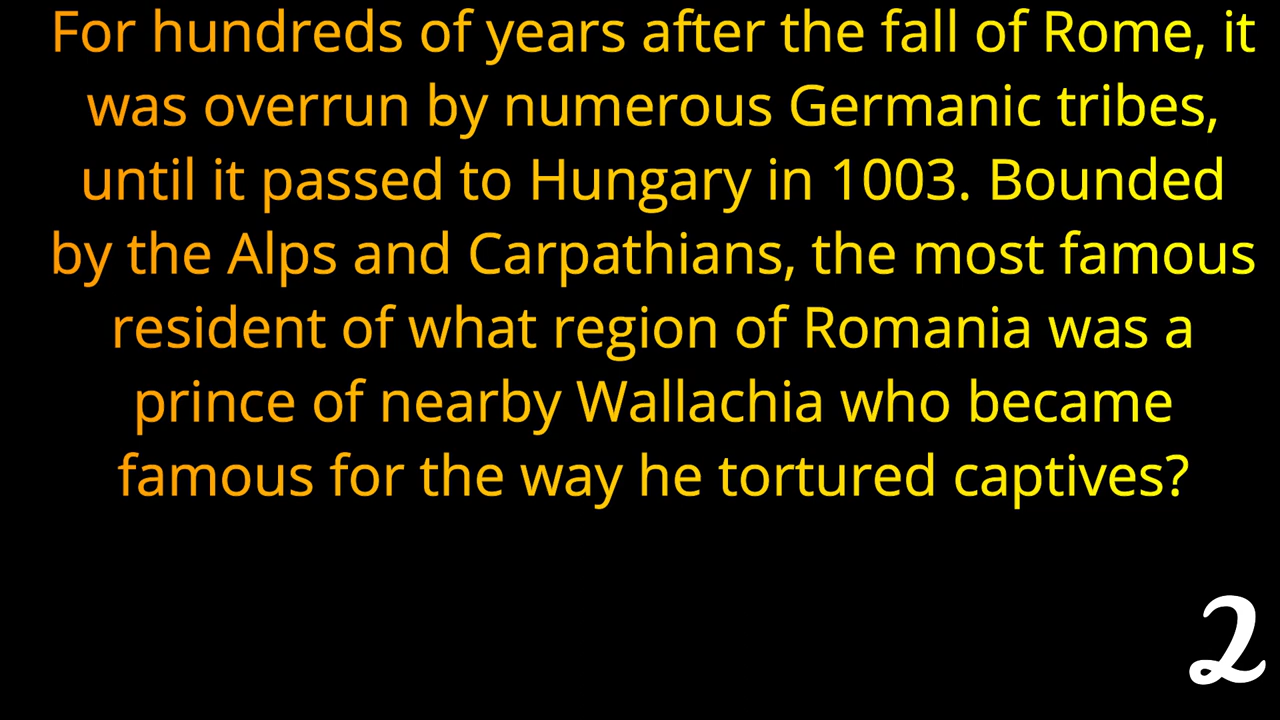 For hundreds of years after the fall of Rome, it
was overrun by numerous Germanic tribes,
until it passed to Hungary in 1003. Bounded
by the Alps and Carpathians, the most famous
resident of what region of Romania was a
prince of nearby Wallachia who became
famous for the way he tortured captives?
2